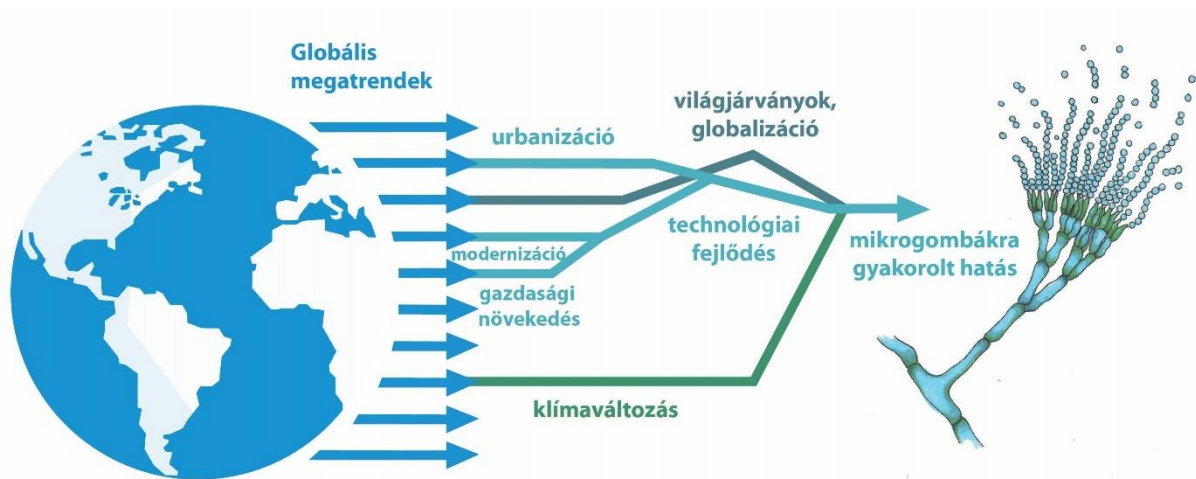 Globális
megatrendek
urbanizáció
világjárványok,
globalizáció
modernizáció
gazdasági
növekedés
technológiai
fejlődés
mikrogombákra
gyakorolt hatás
klímaváltozás